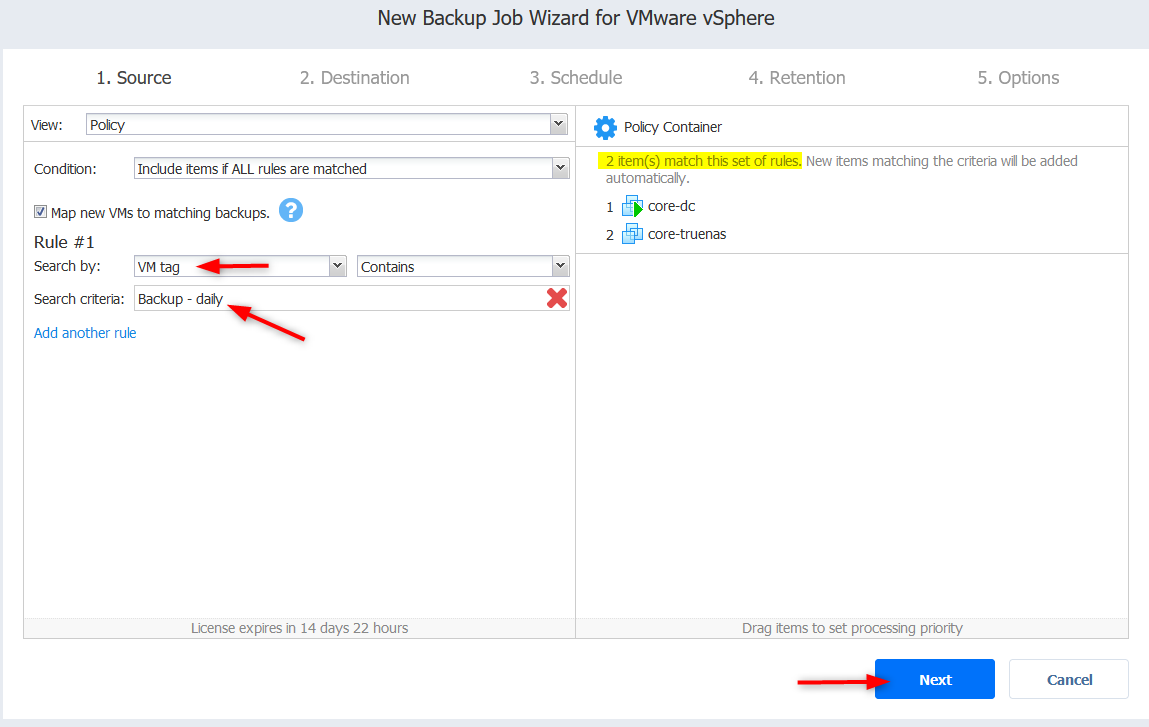 New Backup Job Wizard for VMware vSphere
1. Source
2. Destination
3. Schedule
4. Retention
5. Options
View:
Policy
Condition:
Include items if ALL rules are matched
Map new VMs to matching backups.
?
Rule #1
Search by:
VM tag
Contains
Search criteria:
Backup - daily
Add another rule
License expires in 14 days 22 hours
Policy Container
2 item(s) match this set of rules. New items matching the criteria will be added
automatically.
1 core-dc
2 core-truenas
Drag items to set processing priority
Next
Cancel